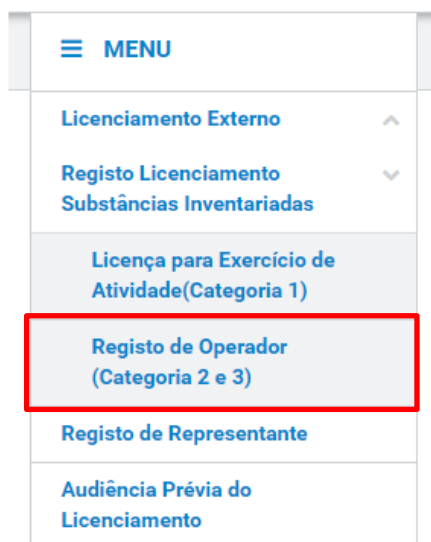 MENU
Licenciamento Externo
Registo Licenciamento
Substâncias Inventariadas
Licença para Exercício de
Atividade(Categoria 1)
Registo de Operador
(Categoria 2 e 3)
Registo de Representante
Audiência Prévia do
Licenciamento